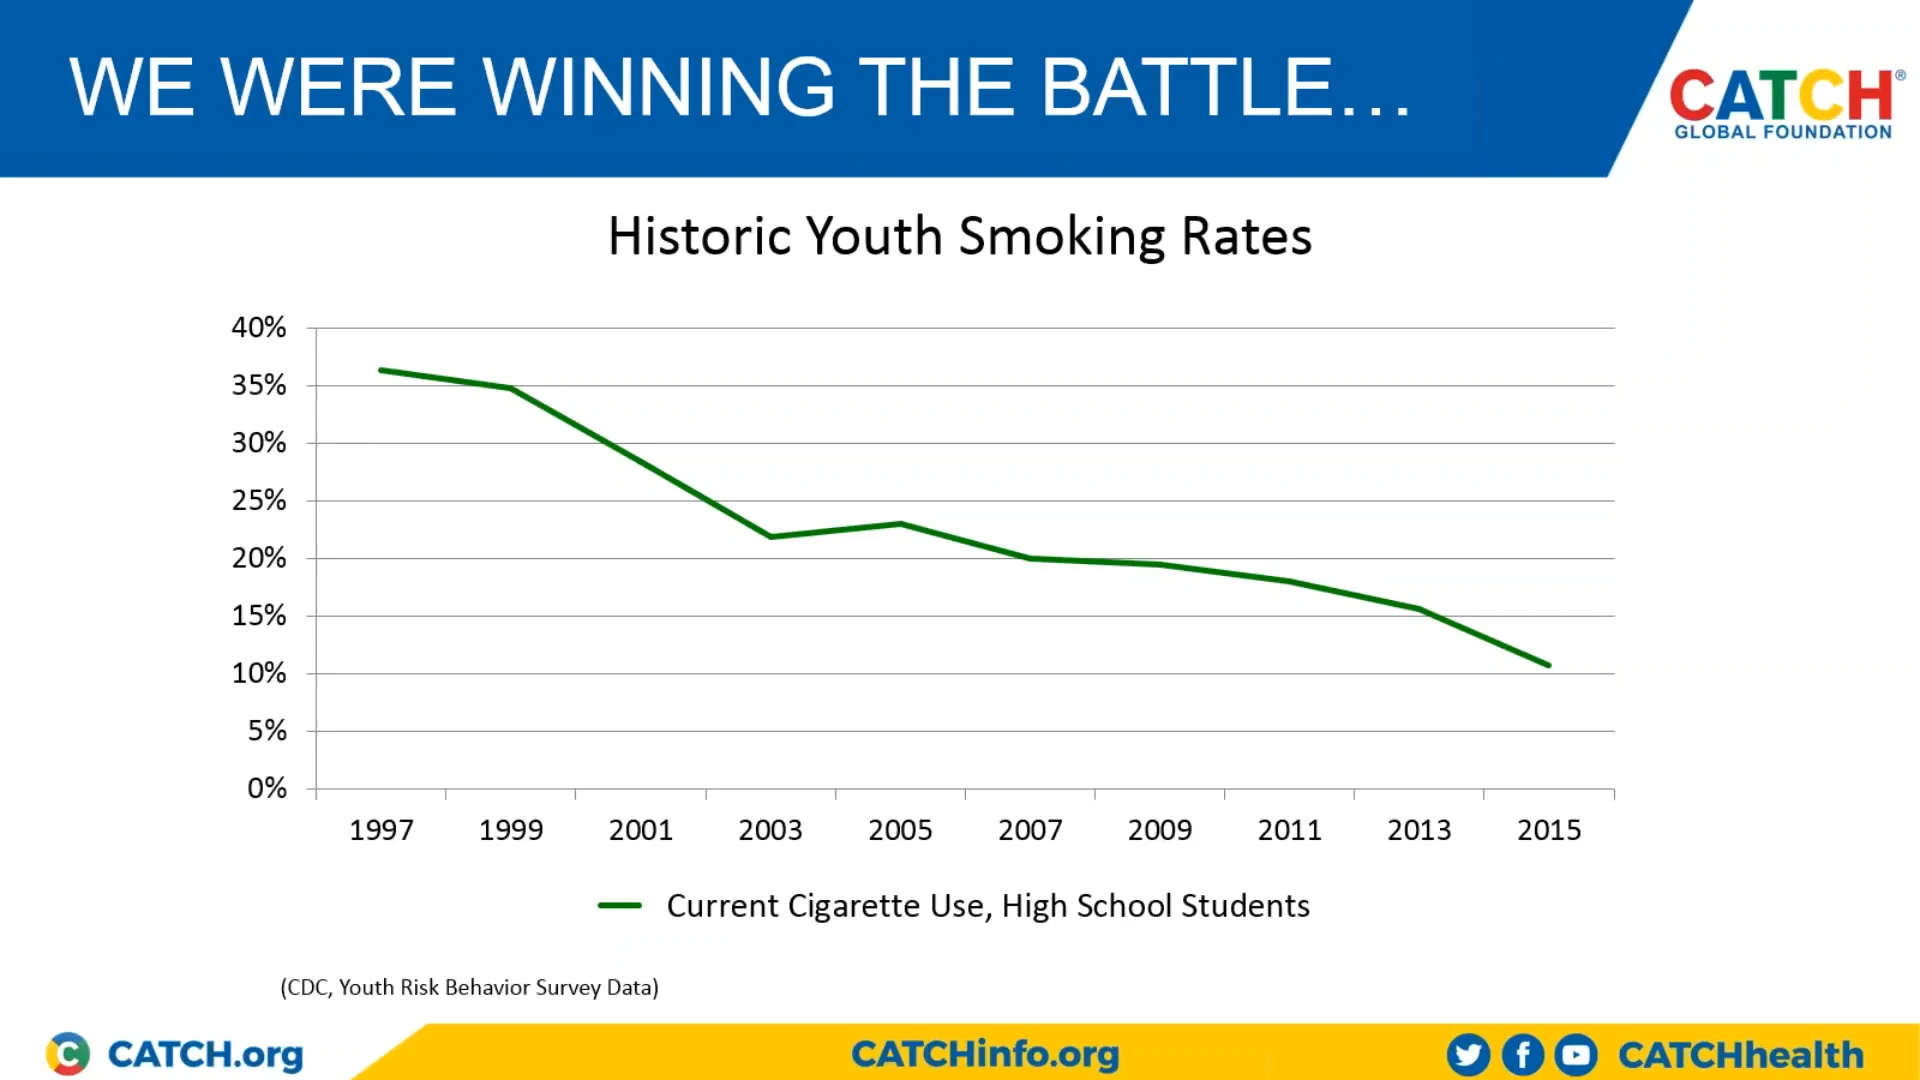 WE WERE WINNING THE BATTLE…
CATCH®
GLOBAL FOUNDATION
Historic Youth Smoking Rates
40%
35%
30%
25%
20%
15%
10%
5%
0%
1997 1999 2001 2003 2005 2007 2009 2011 2013 2015
Current Cigarette Use, High School Students
(CDC, Youth Risk Behavior Survey Data)
C CATCH.org CATCHinfo.org CATCHhealth